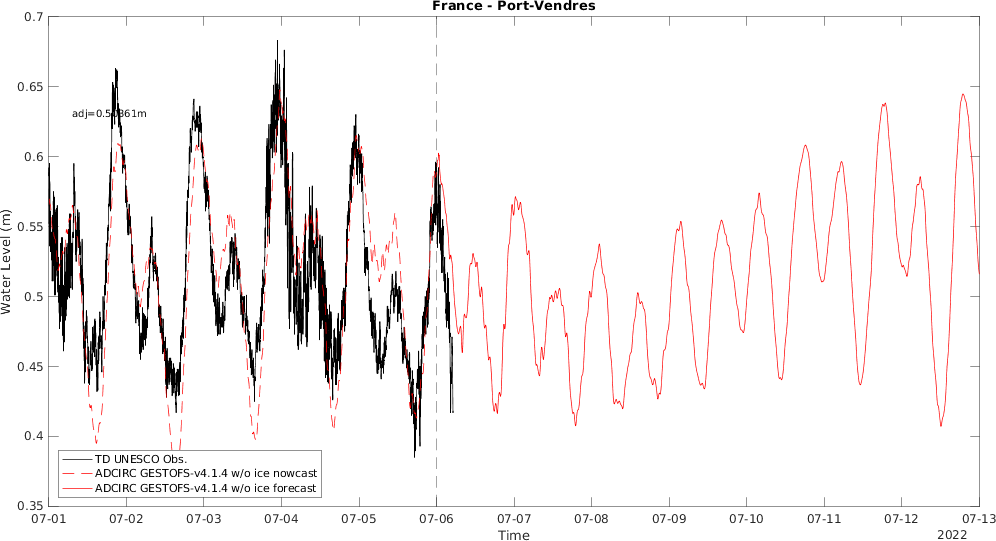 France - Port-Vendres
Water Level (m)
0.7
0.65
0.6
0.55
0.5
0.45
0.4
0.35
TD UNESCO Obs.
ADCIRC GESTOFS-v4.1.4 w/o ice nowcast
ADCIRC GESTOFS-v4.1.4 w/o ice forecast
07-01 07-02 07-03 07-04 07-05 07-06 07-07 07-08 07-09 07-10 07-11 07-12 07-13
Time
2022